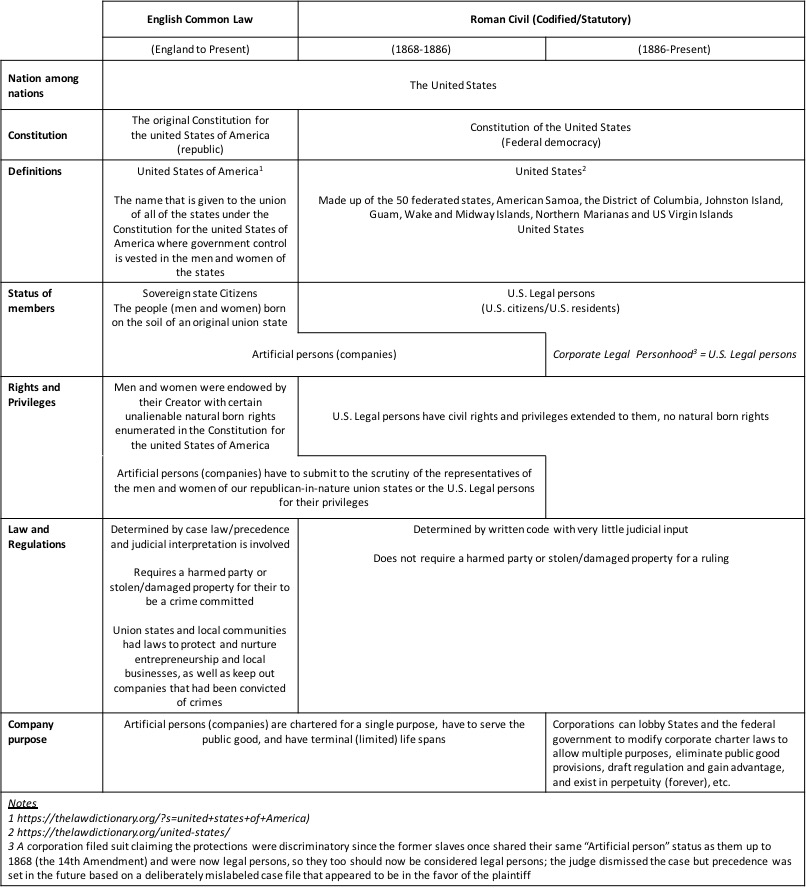 English Common Law
Roman Civil (Codified/Statutory)
(England to Present)
(1868-1886)
(1886-Present)
Nation among
nations
The United States
Constitution
The original Constitution for
the united States of America
(republic)
Constitution of the United States
(Federal democracy)
Definitions
United States of America1
The name that is given to the union
of all of the states under the
Constitution for the united States of
America where government control
is vested in the men and women of
the states
United States2
Made up of the 50 federated states, American Samoa, the District of Columbia, Johnston Island,
Guam, Wake and Midway Islands, Northern Marianas and US Virgin Islands
United States
Status of
members
Sovereign state Citizens
The people (men and women) born
on the soil of an original union state
U.S. Legal persons
(U.S. citizens/U.S. residents)
Artificial persons (companies)
Corporate Legal Personhood3 = U.S. Legal persons
Rights and
Privileges
Men and women were endowed by
their Creator with certain
unalienable natural born rights
enumerated in the Constitution for
the united States of America
U.S. Legal persons have civil rights and privileges extended to them, no natural born rights
Artificial persons (companies) have to submit to the scrutiny of the representatives of
the men and women of our republican-in-nature union states or the U.S. Legal persons
for their privileges
Law and
Regulations
Determined by case law/precedence
and judicial interpretation is involved
Requires a harmed party or
stolen/damaged property for their to
be a crime committed
Union states and local communities
had laws to protect and nurture
entrepreneurship and local
businesses, as well as keep out
companies that had been convicted
of crimes
Determined by written code with very little judicial input
Does not require a harmed party or stolen/damaged property for a ruling
Company
purpose
Artificial persons (companies) are chartered for a single purpose, have to serve the
public good, and have terminal (limited) life spans
Corporations can lobby States and the federal
government to modify corporate charter laws to
allow multiple purposes, eliminate public good
provisions, draft regulation and gain advantage,
and exist in perpetuity (forever), etc.
Notes
1 https://thelawdictionary.org/?s=united+states+of+America)
2 https://thelawdictionary.org/united-states/
3 A corporation filed suit claiming the protections were discriminatory since the former slaves once shared their same “Artificial person” status as them up to
1868 (the 14th Amendment) and were now legal persons, so they too should now be considered legal persons; the judge dismissed the case but precedence was
set in the future based on a deliberately mislabeled case file that appeared to be in the favor of the plaintiff